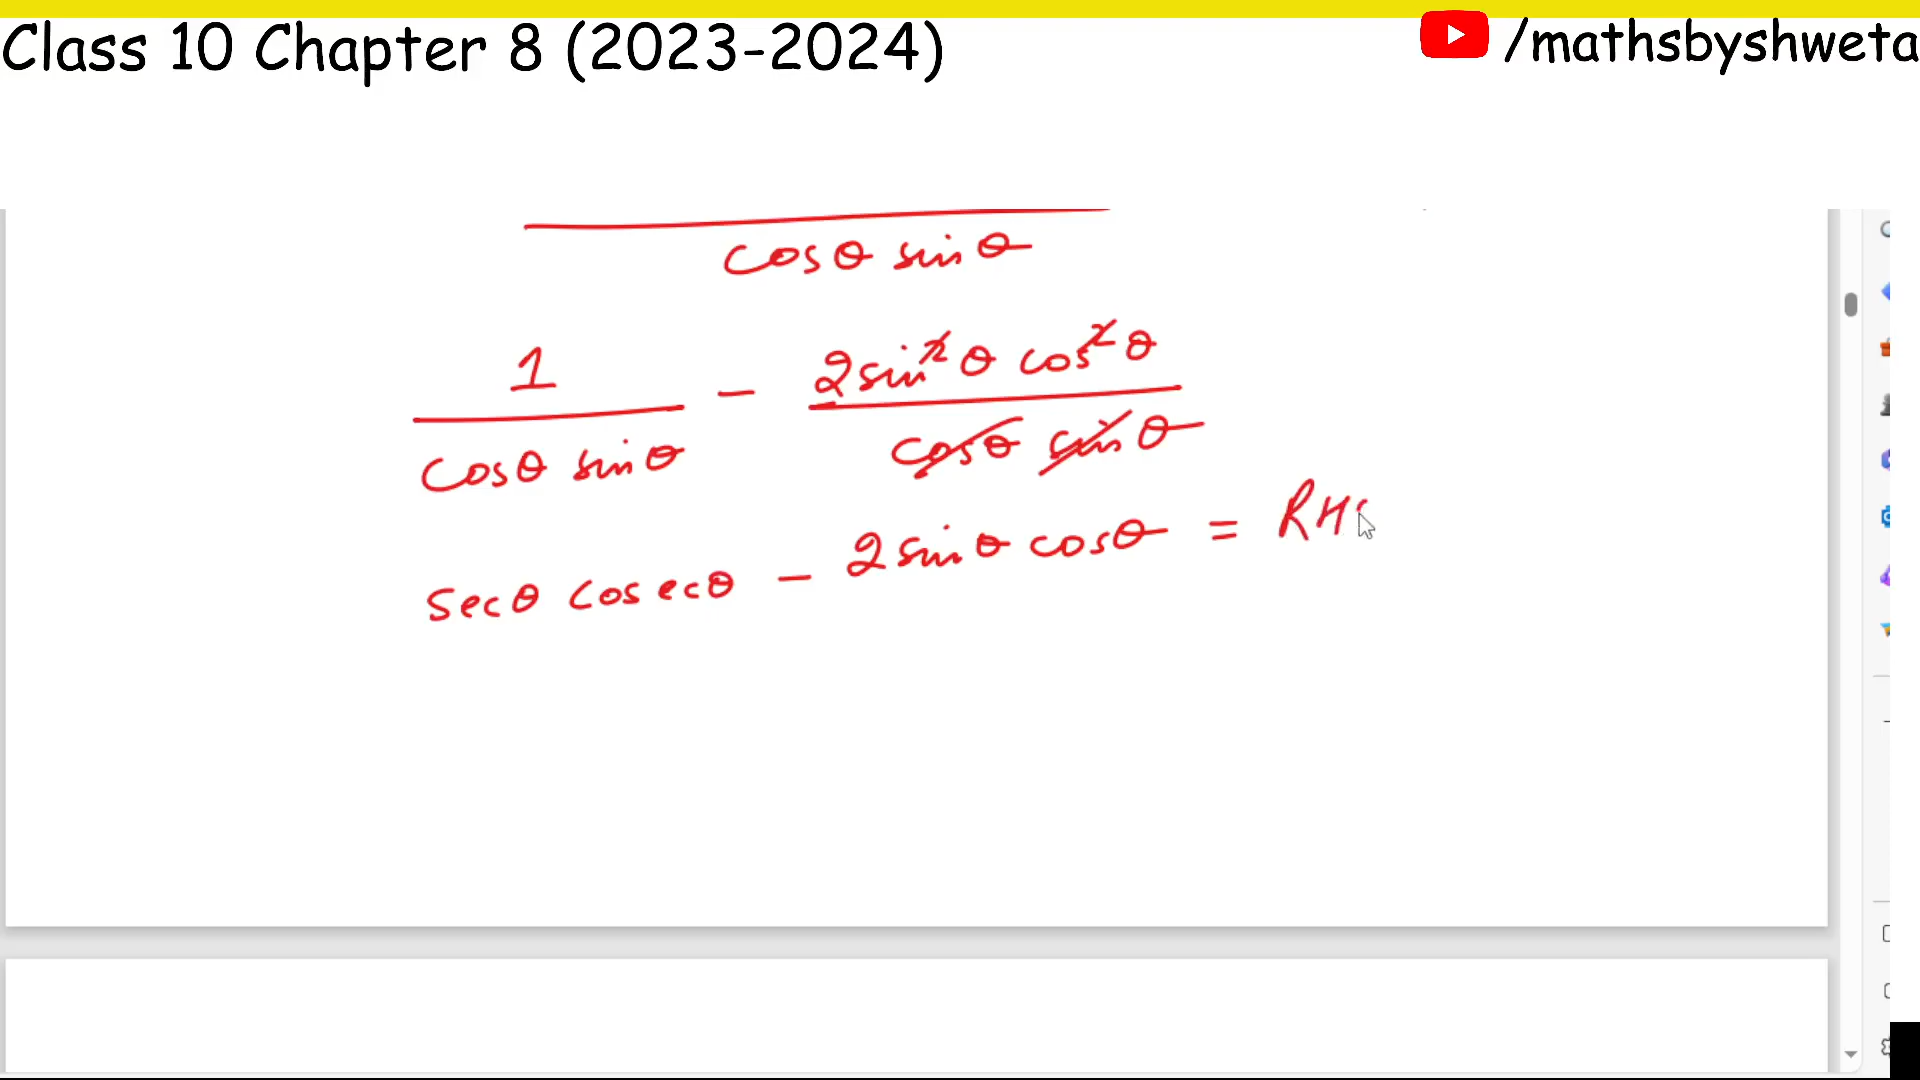 Class 10 Chapter 8 (2023-2024)
/mathsbyshweta
cosθ sinθ
1/(cosθ sinθ) - 2sin²θ cos²θ/(cosθ sinθ)
secθ cosecθ - 2sinθ cosθ = RHS